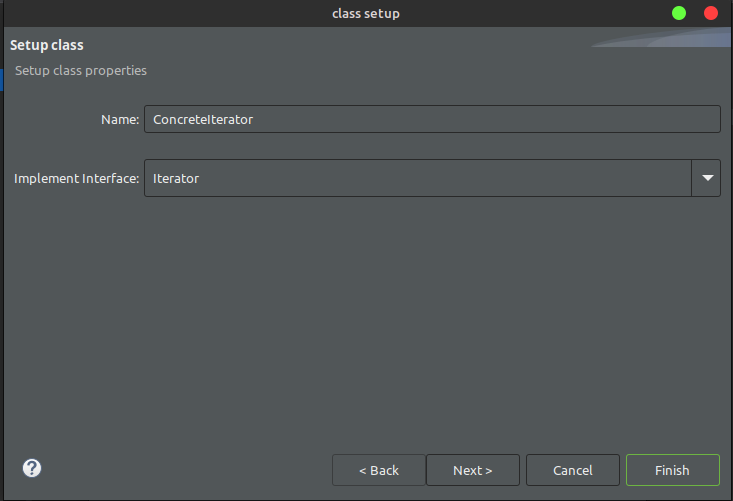 class setup
Setup class
Setup class properties
Name: ConcreteIterator
Implement Interface: Iterator
? < Back Next > Cancel Finish